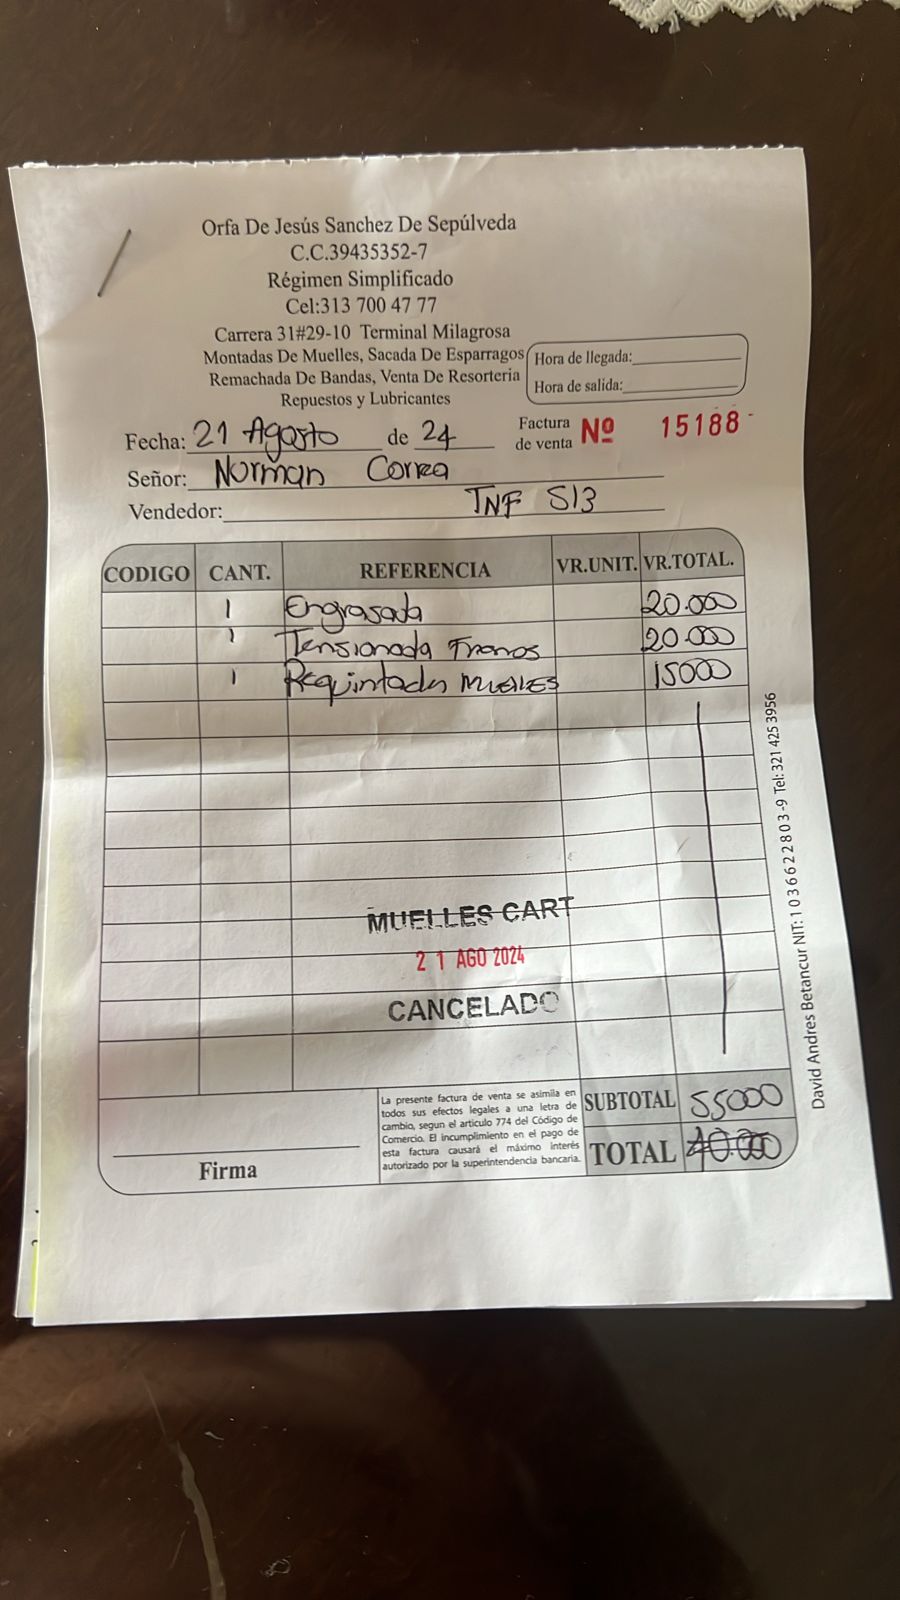 Orfa De Jesús Sanchez De Sepúlveda
C.C.39435352-7
Régimen Simplificado
Cel:313 700 47 77
Carrera 31#29-10 Terminal Milagrosa
Montadas De Muelles, Sacada De Esparragos
Remachada De Bandas, Venta De Resorteria
Repuestos y Lubricantes
Hora de llegada:
Hora de salida:
Fecha: 21 Agosto de 24
Factura de venta Nº 15188
Señor: Norman Correa
Vendedor: TNF 513
CODIGO CANT. REFERENCIA VR.UNIT. VR.TOTAL.
1 Engrasada 20.000
1 Tensionada Frenos 20.000
1 Requintada MUELLES 15000
MUELLES CART
21 AGO 2024
CANCELADO
La presente factura de venta se asimila en
todos sus efectos legales a una letra de
cambio, segun el articulo 774 del Código de
Comercio. El incumplimiento en el pago de
esta factura causará el máximo interés
autorizado por la superintendencia bancaria.
SUBTOTAL 55000
TOTAL 40.000
Firma
David Andres Betancur NIT: 1036622803-9 Tel: 321 425 3956